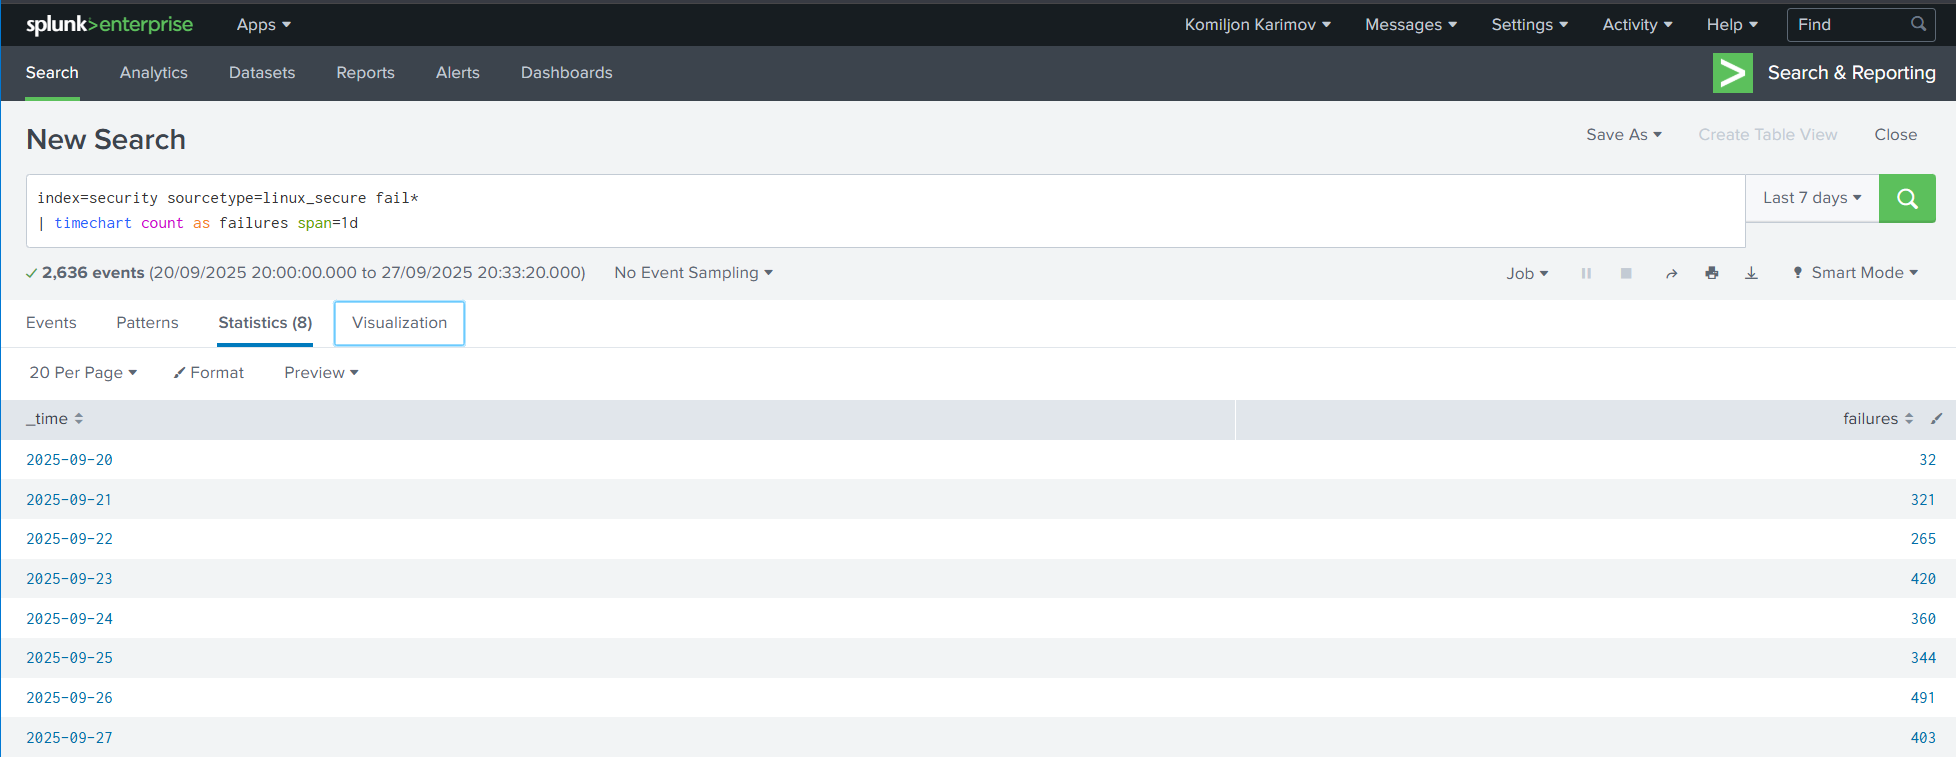 splunk>enterprise Apps Komiljon Karimov Messages Settings Activity Help Find
Search Analytics Datasets Reports Alerts Dashboards Search & Reporting
New Search Save As Create Table View Close
index=security sourcetype=linux_secure fail* Last 7 days
| timechart count as failures span=1d
2,636 events (20/09/2025 20:00:00.000 to 27/09/2025 20:33:20.000) No Event Sampling Job Smart Mode
Events Patterns Statistics (8) Visualization
20 Per Page Format Preview
_time failures
2025-09-20 32
2025-09-21 321
2025-09-22 265
2025-09-23 420
2025-09-24 360
2025-09-25 344
2025-09-26 491
2025-09-27 403